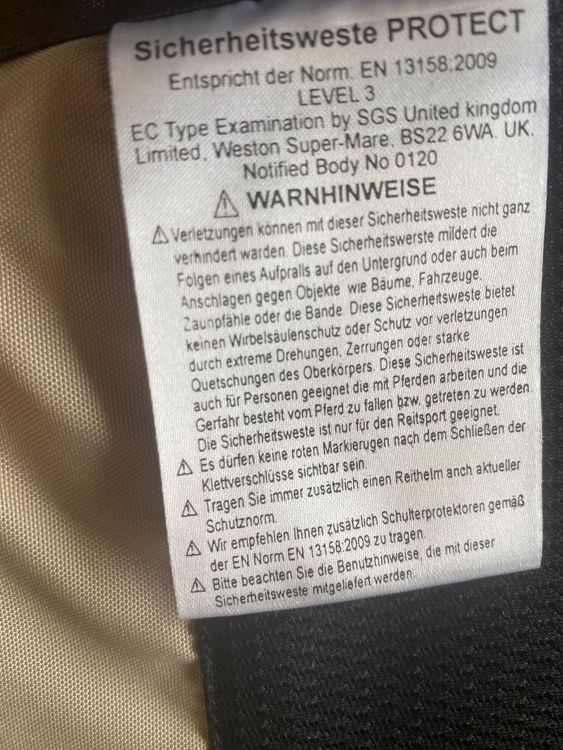 Sicherheitsweste PROTECT
Entspricht der Norm. EN 13158:2009
LEVEL 3
EC Type Examination by SGS United kingdom
Limited, Weston Super-Mare, BS22 6WA. UK.
Notified Body No 0120
⚠ WARNHINWEISE
⚠ Verletzungen können mit dieser Sicherheitsweste nicht ganz
verhindert warden. Diese Sicherheitswerste mildert die
Folgen eines Aufpralls auf den Untergrund oder auch beim
Anschlagen gegen Objekte wie Bäume, Fahrzeuge,
Zaunpfähle oder die Bande. Diese Sicherheitsweste bietet
keinen Wirbelsäulenschutz oder Schutz vor verletzungen
durch extreme Drehungen, Zerrungen oder starke
Quetschungen des Oberkörpers. Diese Sicherheitsweste ist
auch für Personen geeignet die mit Pferden arbeiten und die
Gerfahr besteht vom Pferd zu fallen bzw. getreten zu werden.
Die Sicherheitsweste ist nur für den Reitsport geeignet.
⚠ Es dürfen keine roten Markierugen nach dem Schließen der
Klettverschlüsse sichtbar sein.
⚠ Tragen Sie immer zusätzlich einen Reithelm anch aktueller
Schutznorm.
⚠ Wir empfehlen Ihnen zusätzlich Schulterprotektoren gemäß
der EN Norm EN 13158:2009 zu tragen.
⚠ Bitte beachten Sie die Benutzhinweise, die mit dieser
Sicherheitsweste mitgeliefert werden.